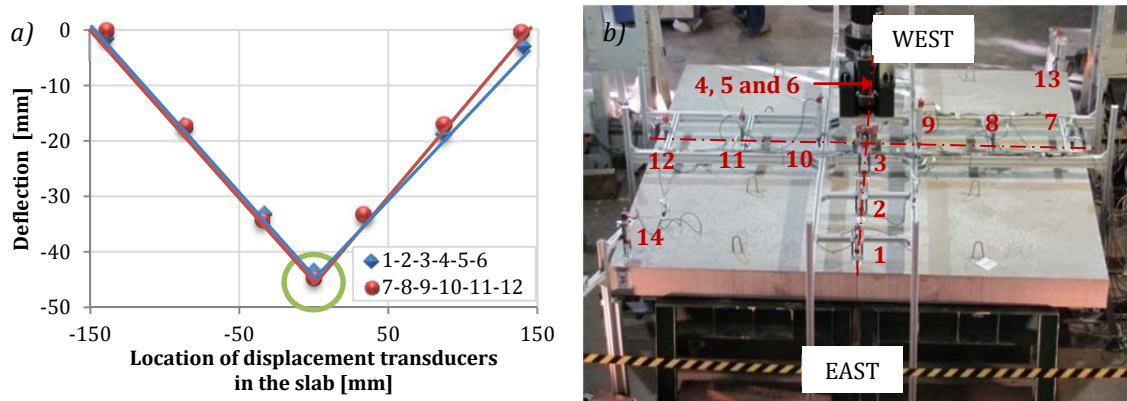 a)
0
-10
-20
-30
-40
-50
Deflection [mm]
-150
-50
50
150
1-2-3-4-5-6
7-8-9-10-11-12
Location of displacement transducers
in the slab [mm]
b)
WEST
4, 5 and 6
13
9
8
7
12
11
10
3
2
14
1
EAST